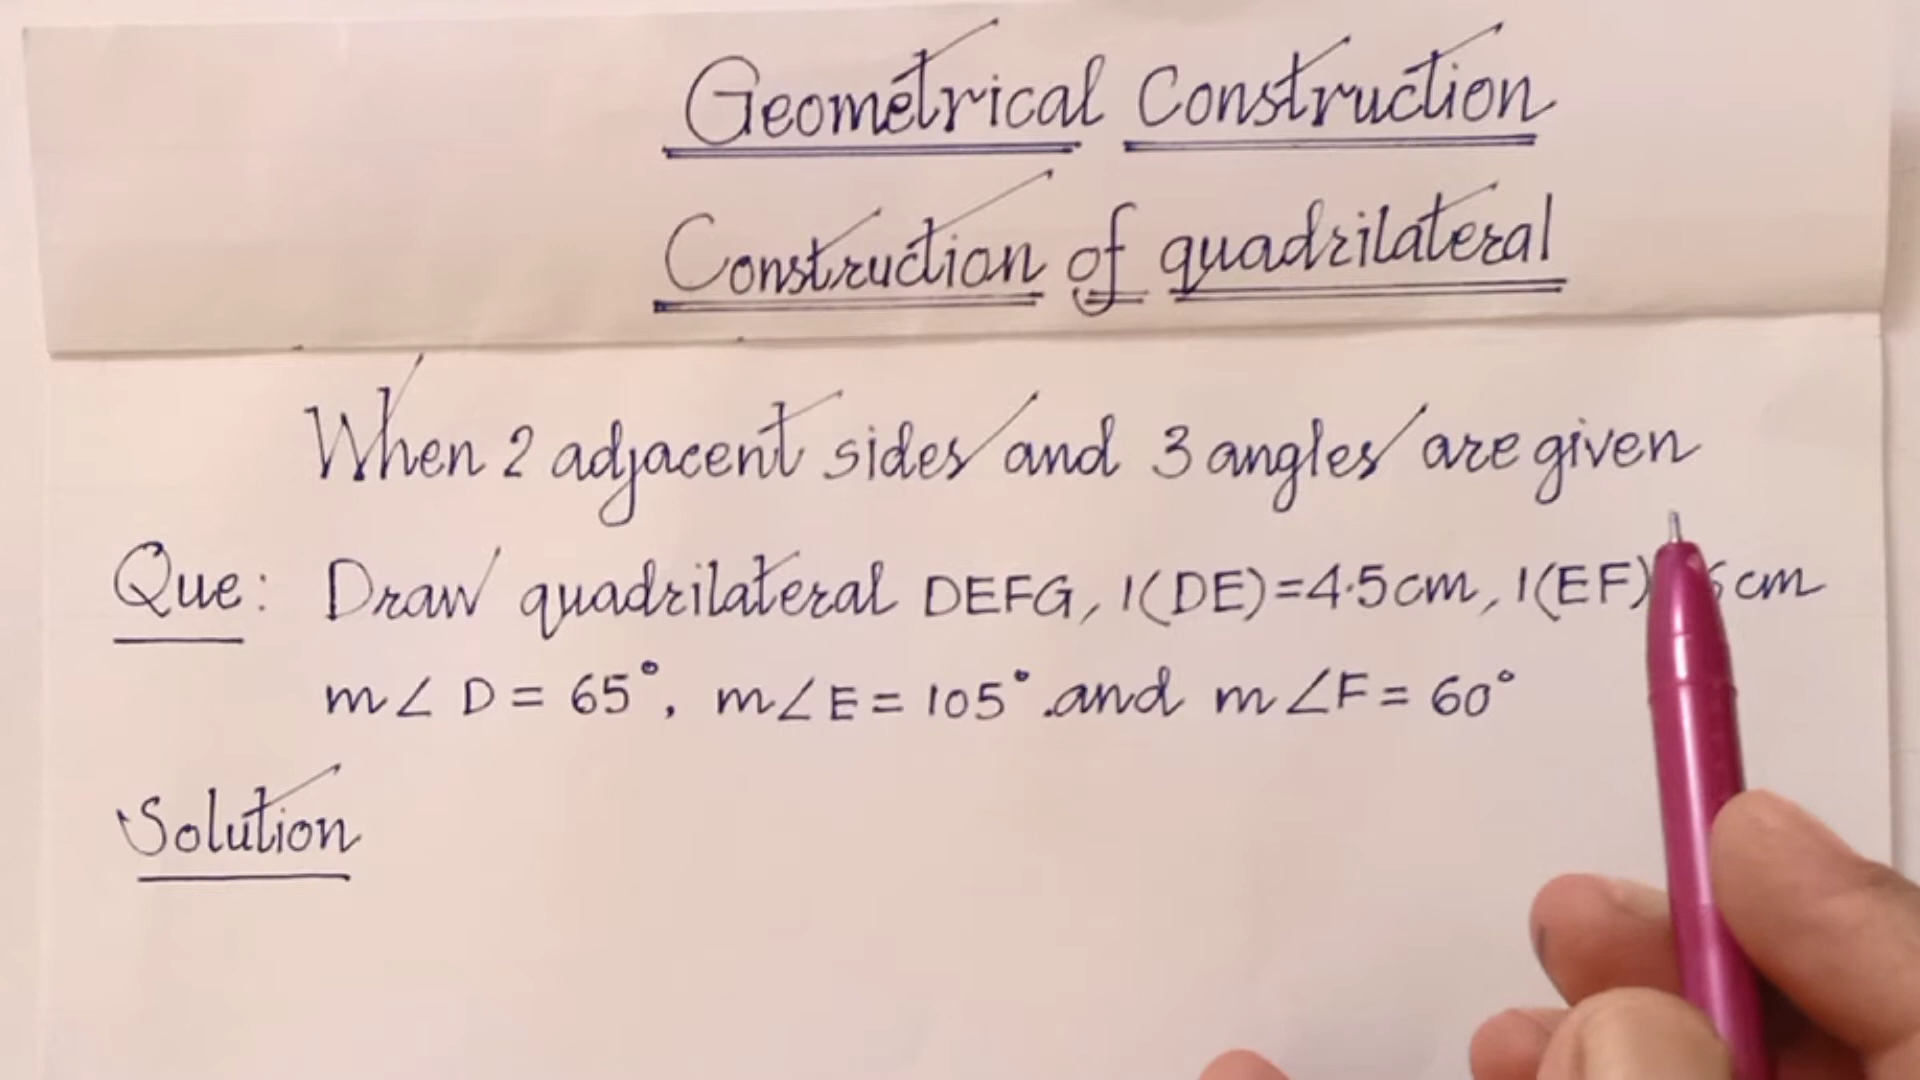 Geometrical Construction
Construction of quadrilateral
When 2 adjacent sides and 3 angles are given
Que: Draw quadrilateral DEFG, l(DE)=4.5cm, l(EF) cm
m∠ D = 65°, m∠E = 105° .and m∠F = 60°
Solution